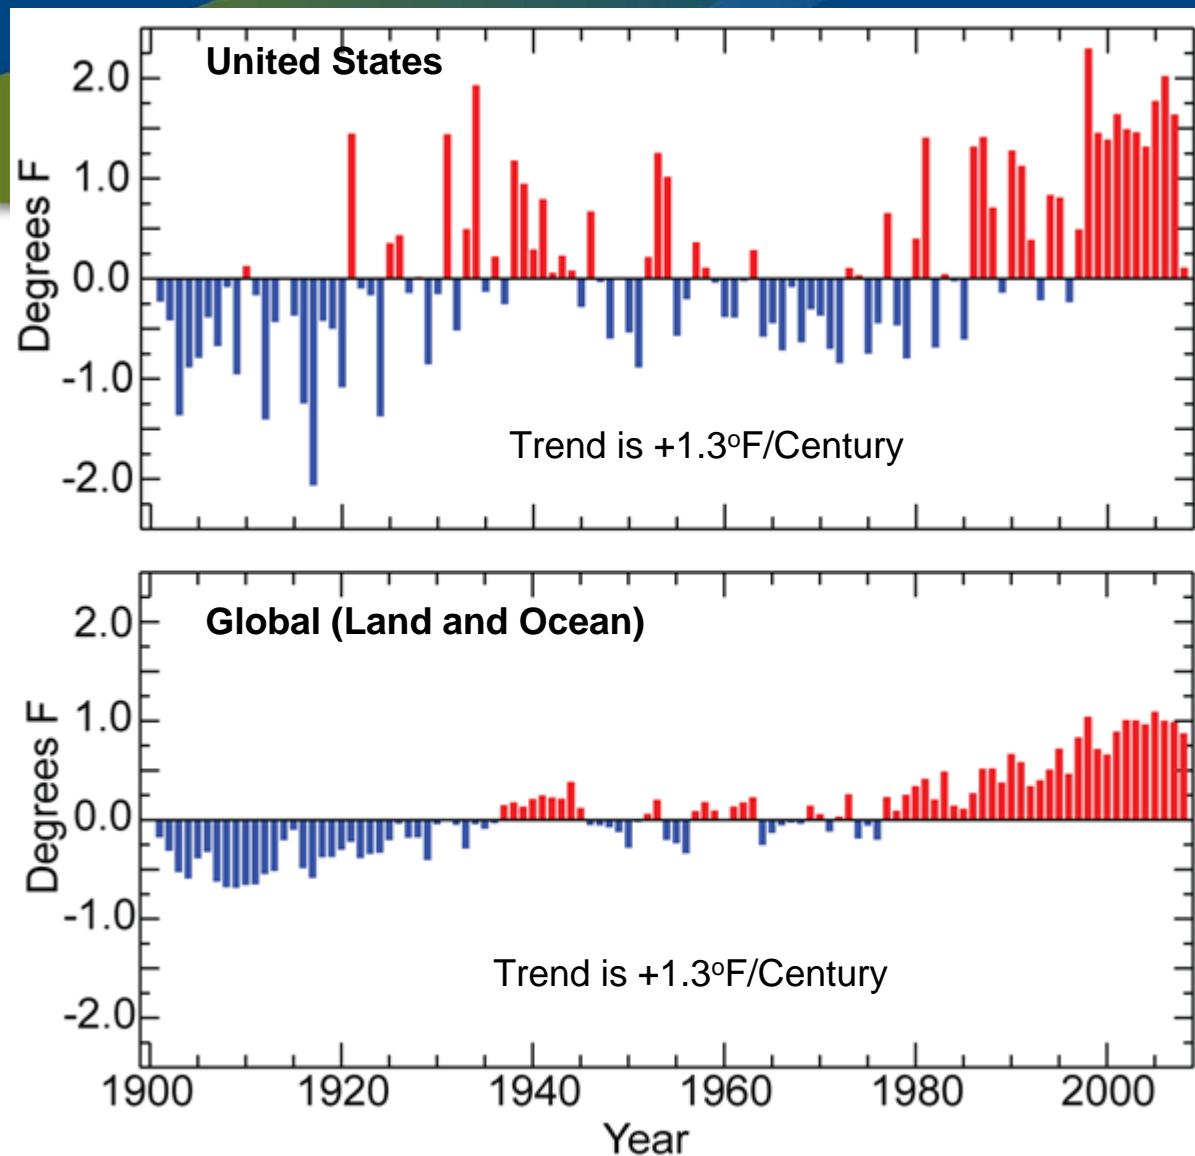 United States
Degrees F
2.0
1.0
0.0
-1.0
-2.0
Trend is +1.3ºF/Century
Global (Land and Ocean)
Degrees F
2.0
1.0
0.0
-1.0
-2.0
Trend is +1.3ºF/Century
1900 1920 1940 1960 1980 2000
Year